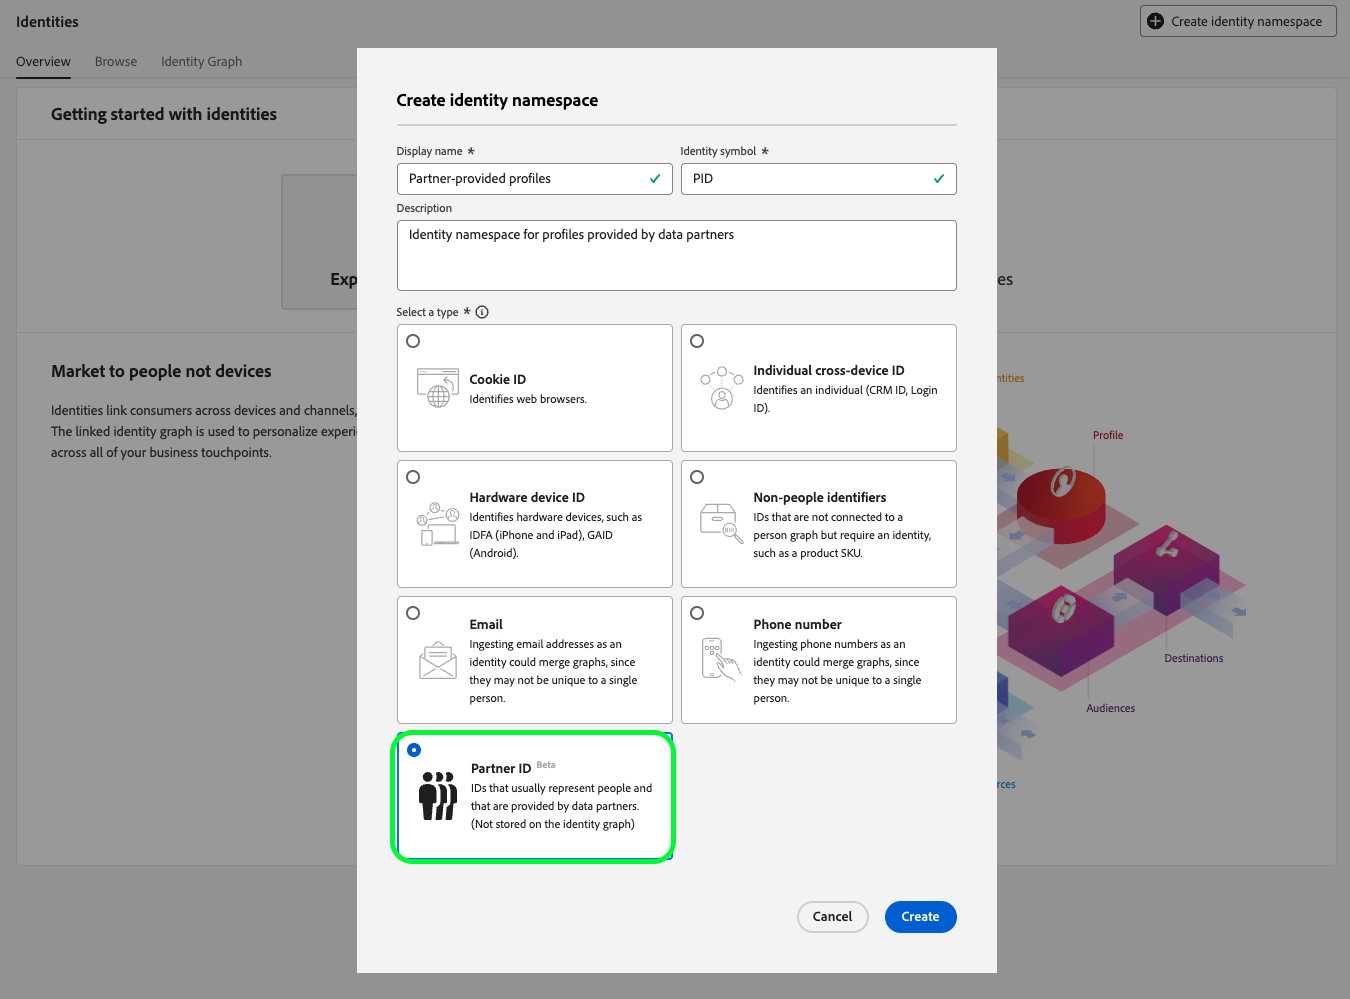 Identities
Create identity namespace
Overview Browse Identity Graph
Getting started with identities
Create identity namespace
Display name *
Identity symbol *
Partner-provided profiles
PID
Description
Identity namespace for profiles provided by data partners
Exp
es
Select a type *
Cookie ID
Identifies web browsers.
Individual cross-device ID
Identifies an individual (CRM ID, Login
ID).
Hardware device ID
Identifies hardware devices, such as
IDFA (iPhone and iPad), GAID
(Android).
Non-people identifiers
IDs that are not connected to a
person graph but require an identity,
such as a product SKU.
Email
Ingesting email addresses as an
identity could merge graphs, since
they may not be unique to a single
person.
Phone number
Ingesting phone numbers as an
identity could merge graphs, since
they may not be unique to a single
person.
Partner ID Beta
IDs that usually represent people and
that are provided by data partners.
(Not stored on the identity graph)
Cancel
Create
Market to people not devices
Identities link consumers across devices and channels,
The linked identity graph is used to personalize experi
across all of your business touchpoints.
ntities
Profile
Destinations
Audiences
rces